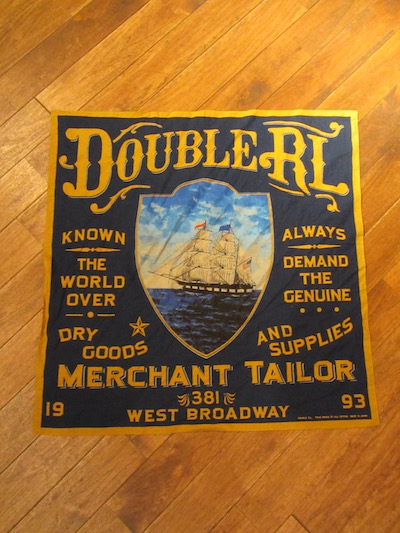 DOUBLE RL
KNOWN
THE
WORLD
OVER
ALWAYS
DEMAND
THE
GENUINE
DRY
GOODS
AND
SUPPLIES
MERCHANT TAILOR
381
WEST BROADWAY
19 93